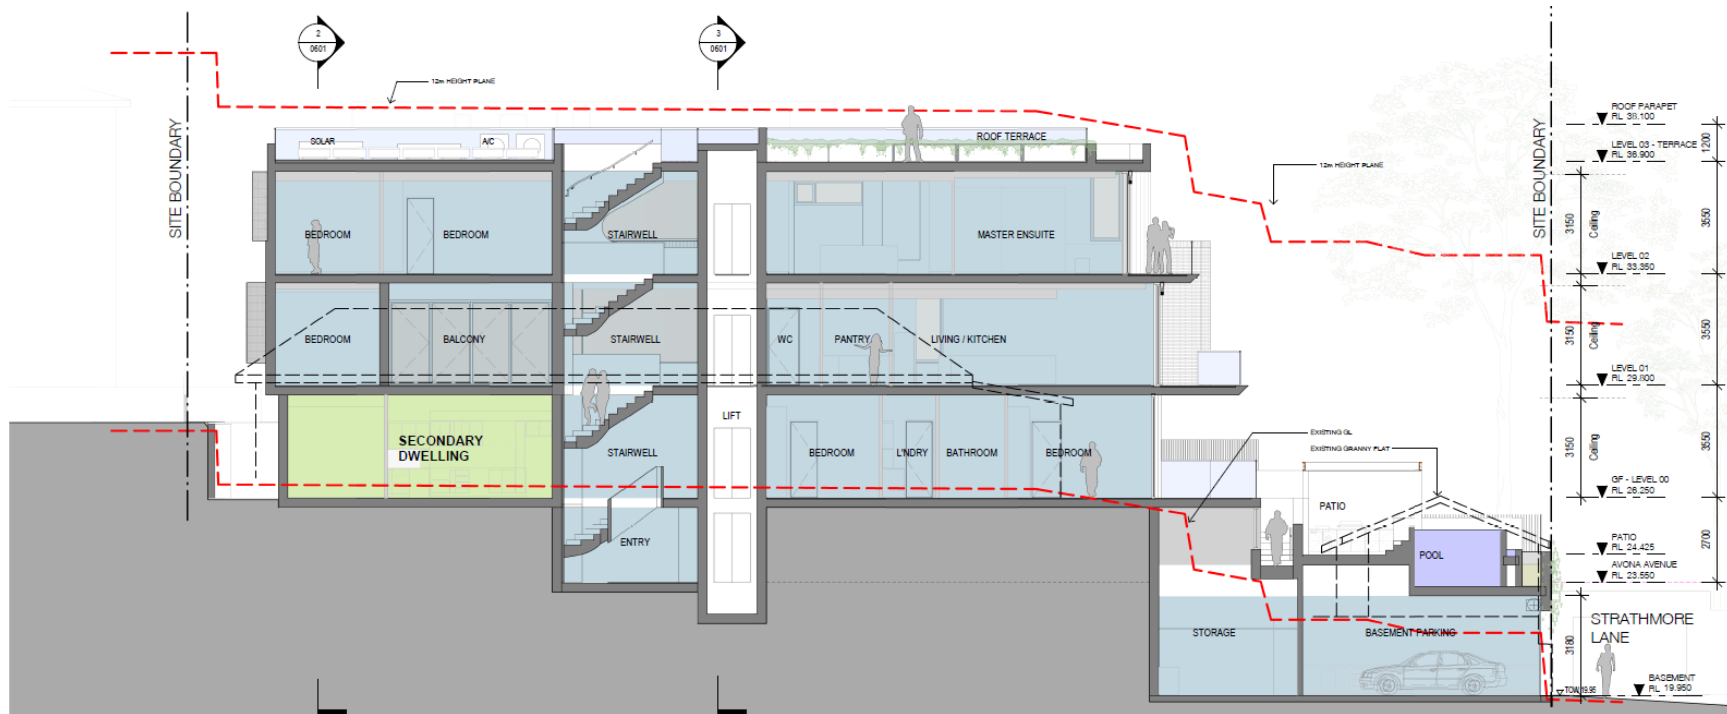 2
0601
3
0601
12m HEIGHT PLANE
SITE BOUNDARY
SITE BOUNDARY
SOLAR
A/C
ROOF TERRACE
12m HEIGHT PLANE
ROOF PARAPET
RL 38.100
1200
LEVEL 03 - TERRACE
RL 36.900
BEDROOM
BEDROOM
STAIRWELL
MASTER ENSUITE
3150
Ceiling
3550
LEVEL 02
RL 33.350
BEDROOM
BALCONY
STAIRWELL
WC
PANTRY
LIVING / KITCHEN
3150
Ceiling
3550
LEVEL 01
RL 29.800
LIFT
SECONDARY
DWELLING
STAIRWELL
BEDROOM
L'NDRY
BATHROOM
BEDROOM
EXISTING GL
EXISTING GRANNY FLAT
3150
Ceiling
3550
GF - LEVEL 00
RL 26.250
PATIO
ENTRY
POOL
2700
PATIO
RL 24.425
AVONA AVENUE
RL 23.550
STORAGE
BASEMENT PARKING
3180
STRATHMORE
LANE
TOW 19.95
BASEMENT
RL 19.950